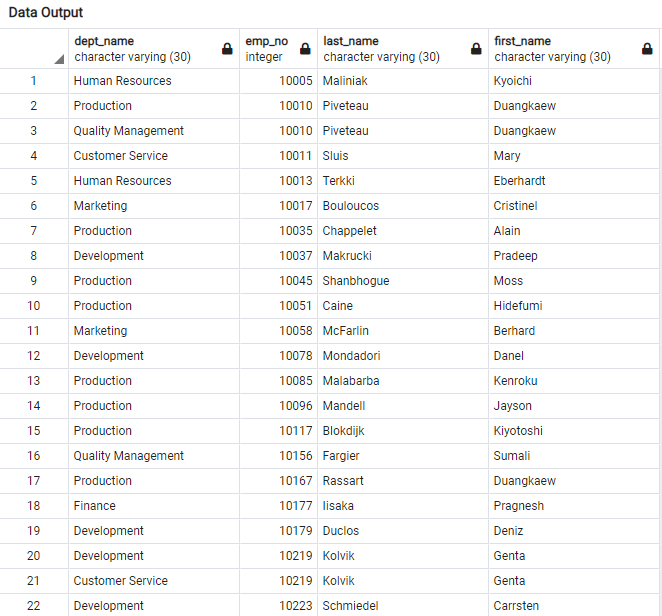 Data Output
dept_name emp_no last_name first_name
character varying (30) integer character varying (30) character varying (30)
1 Human Resources 10005 Maliniak Kyoichi
2 Production 10010 Piveteau Duangkaew
3 Quality Management 10010 Piveteau Duangkaew
4 Customer Service 10011 Sluis Mary
5 Human Resources 10013 Terkki Eberhardt
6 Marketing 10017 Bouloucos Cristinel
7 Production 10035 Chappelet Alain
8 Development 10037 Makrucki Pradeep
9 Production 10045 Shanbhogue Moss
10 Production 10051 Caine Hidefumi
11 Marketing 10058 McFarlin Berhard
12 Development 10078 Mondadori Danel
13 Production 10085 Malabarba Kenroku
14 Production 10096 Mandell Jayson
15 Production 10117 Blokdijk Kiyotoshi
16 Quality Management 10156 Fargier Sumali
17 Production 10167 Rassart Duangkaew
18 Finance 10177 Iisaka Pragnesh
19 Development 10179 Duclos Deniz
20 Development 10219 Kolvik Genta
21 Customer Service 10219 Kolvik Genta
22 Development 10223 Schmiedel Carrsten